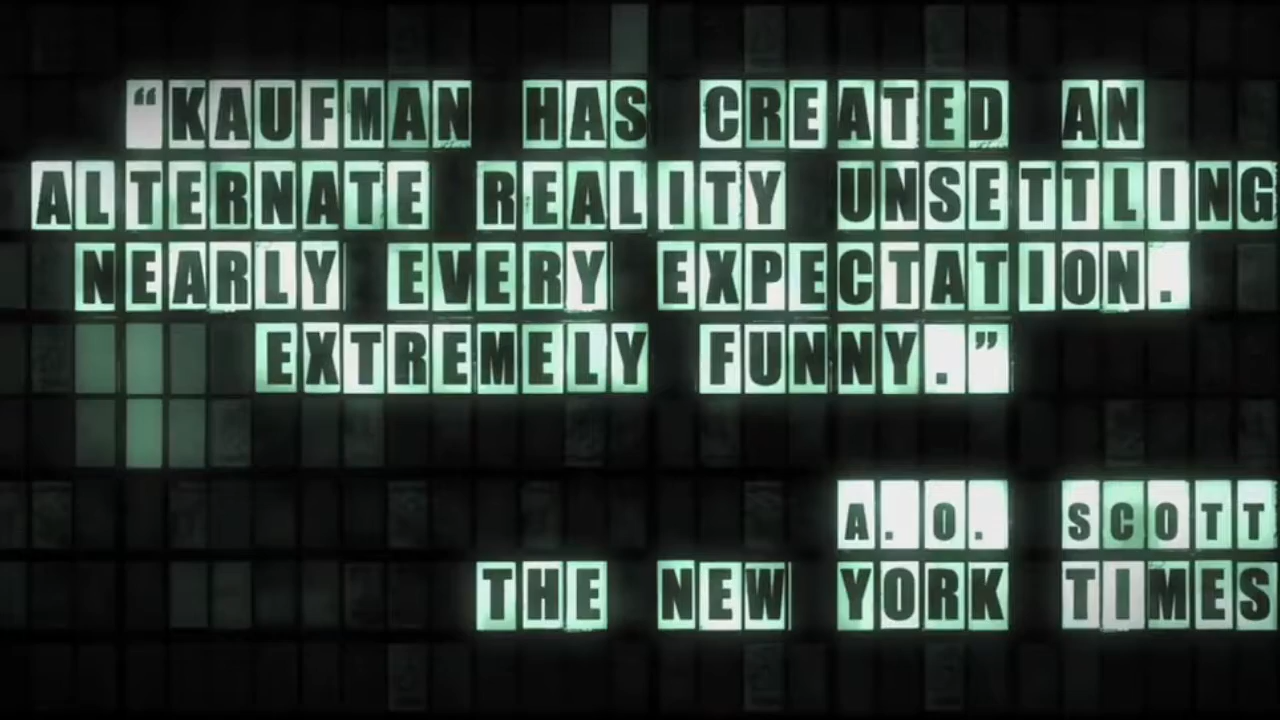 “KAUFMAN HAS CREATED AN
ALTERNATE REALITY UNSETTLING
NEARLY EVERY EXPECTATION.
EXTREMELY FUNNY.”
A. O. SCOTT
THE NEW YORK TIMES